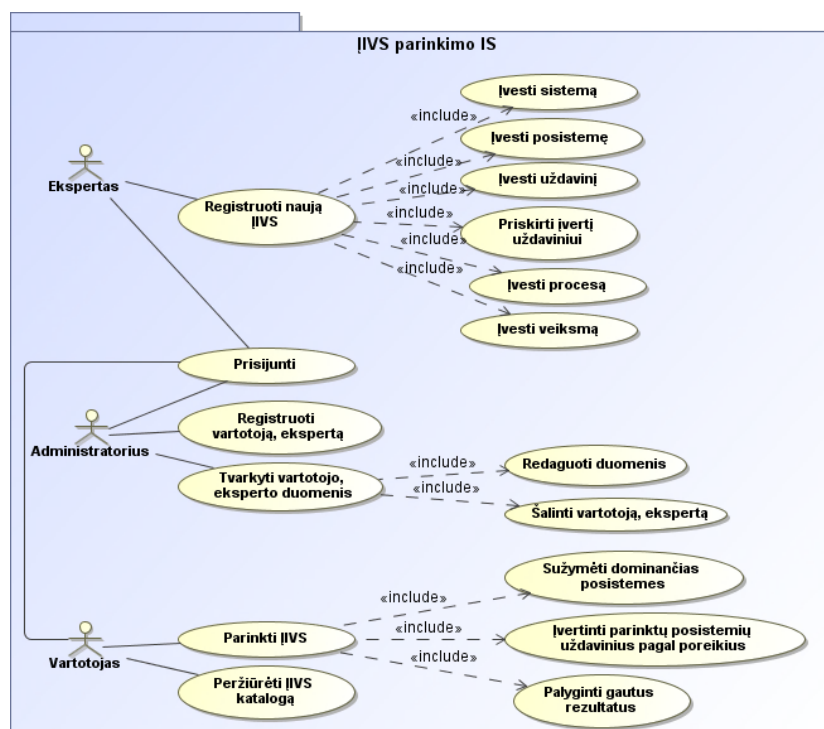 ĮIVS parinkimo IS
Įvesti sistemą
«include»
Įvesti posistemę
«include»
Įvesti uždavinį
«include»
Ekspertas
Registruoti naują
ĮIVS
«include»
Priskirti įvertį
uždaviniui
«include»
Įvesti procesą
«include»
Įvesti veiksmą
Prisijunti
Administratorius
Registruoti
vartotoją, ekspertą
Tvarkyti vartotojo,
eksperto duomenis
«include»
Redaguoti duomenis
«include»
Šalinti vartotoją, ekspertą
Sužymėti dominančias
posistemes
«include»
Vartotojas
Parinkti ĮIVS
«include»
Įvertinti parinktų posistemių
uždavinius pagal poreikius
«include»
Peržiūrėti ĮIVS
katalogą
Palyginti gautus
rezultatus